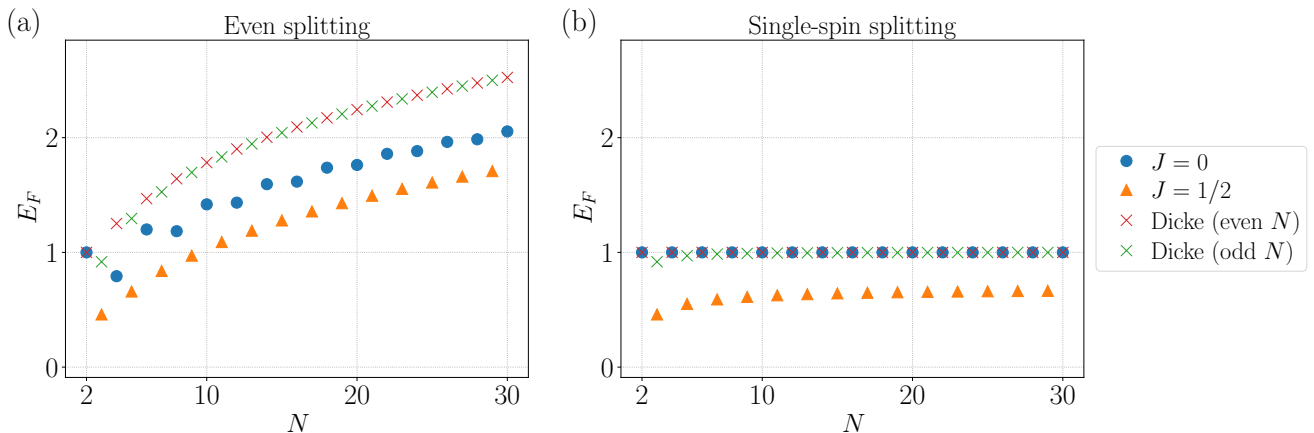 (a)
Even splitting
E_F
2
1
0
2
10
20
30
N
(b)
Single-spin splitting
E_F
2
1
0
2
10
20
30
N
J = 0
J = 1/2
Dicke (even N)
Dicke (odd N)